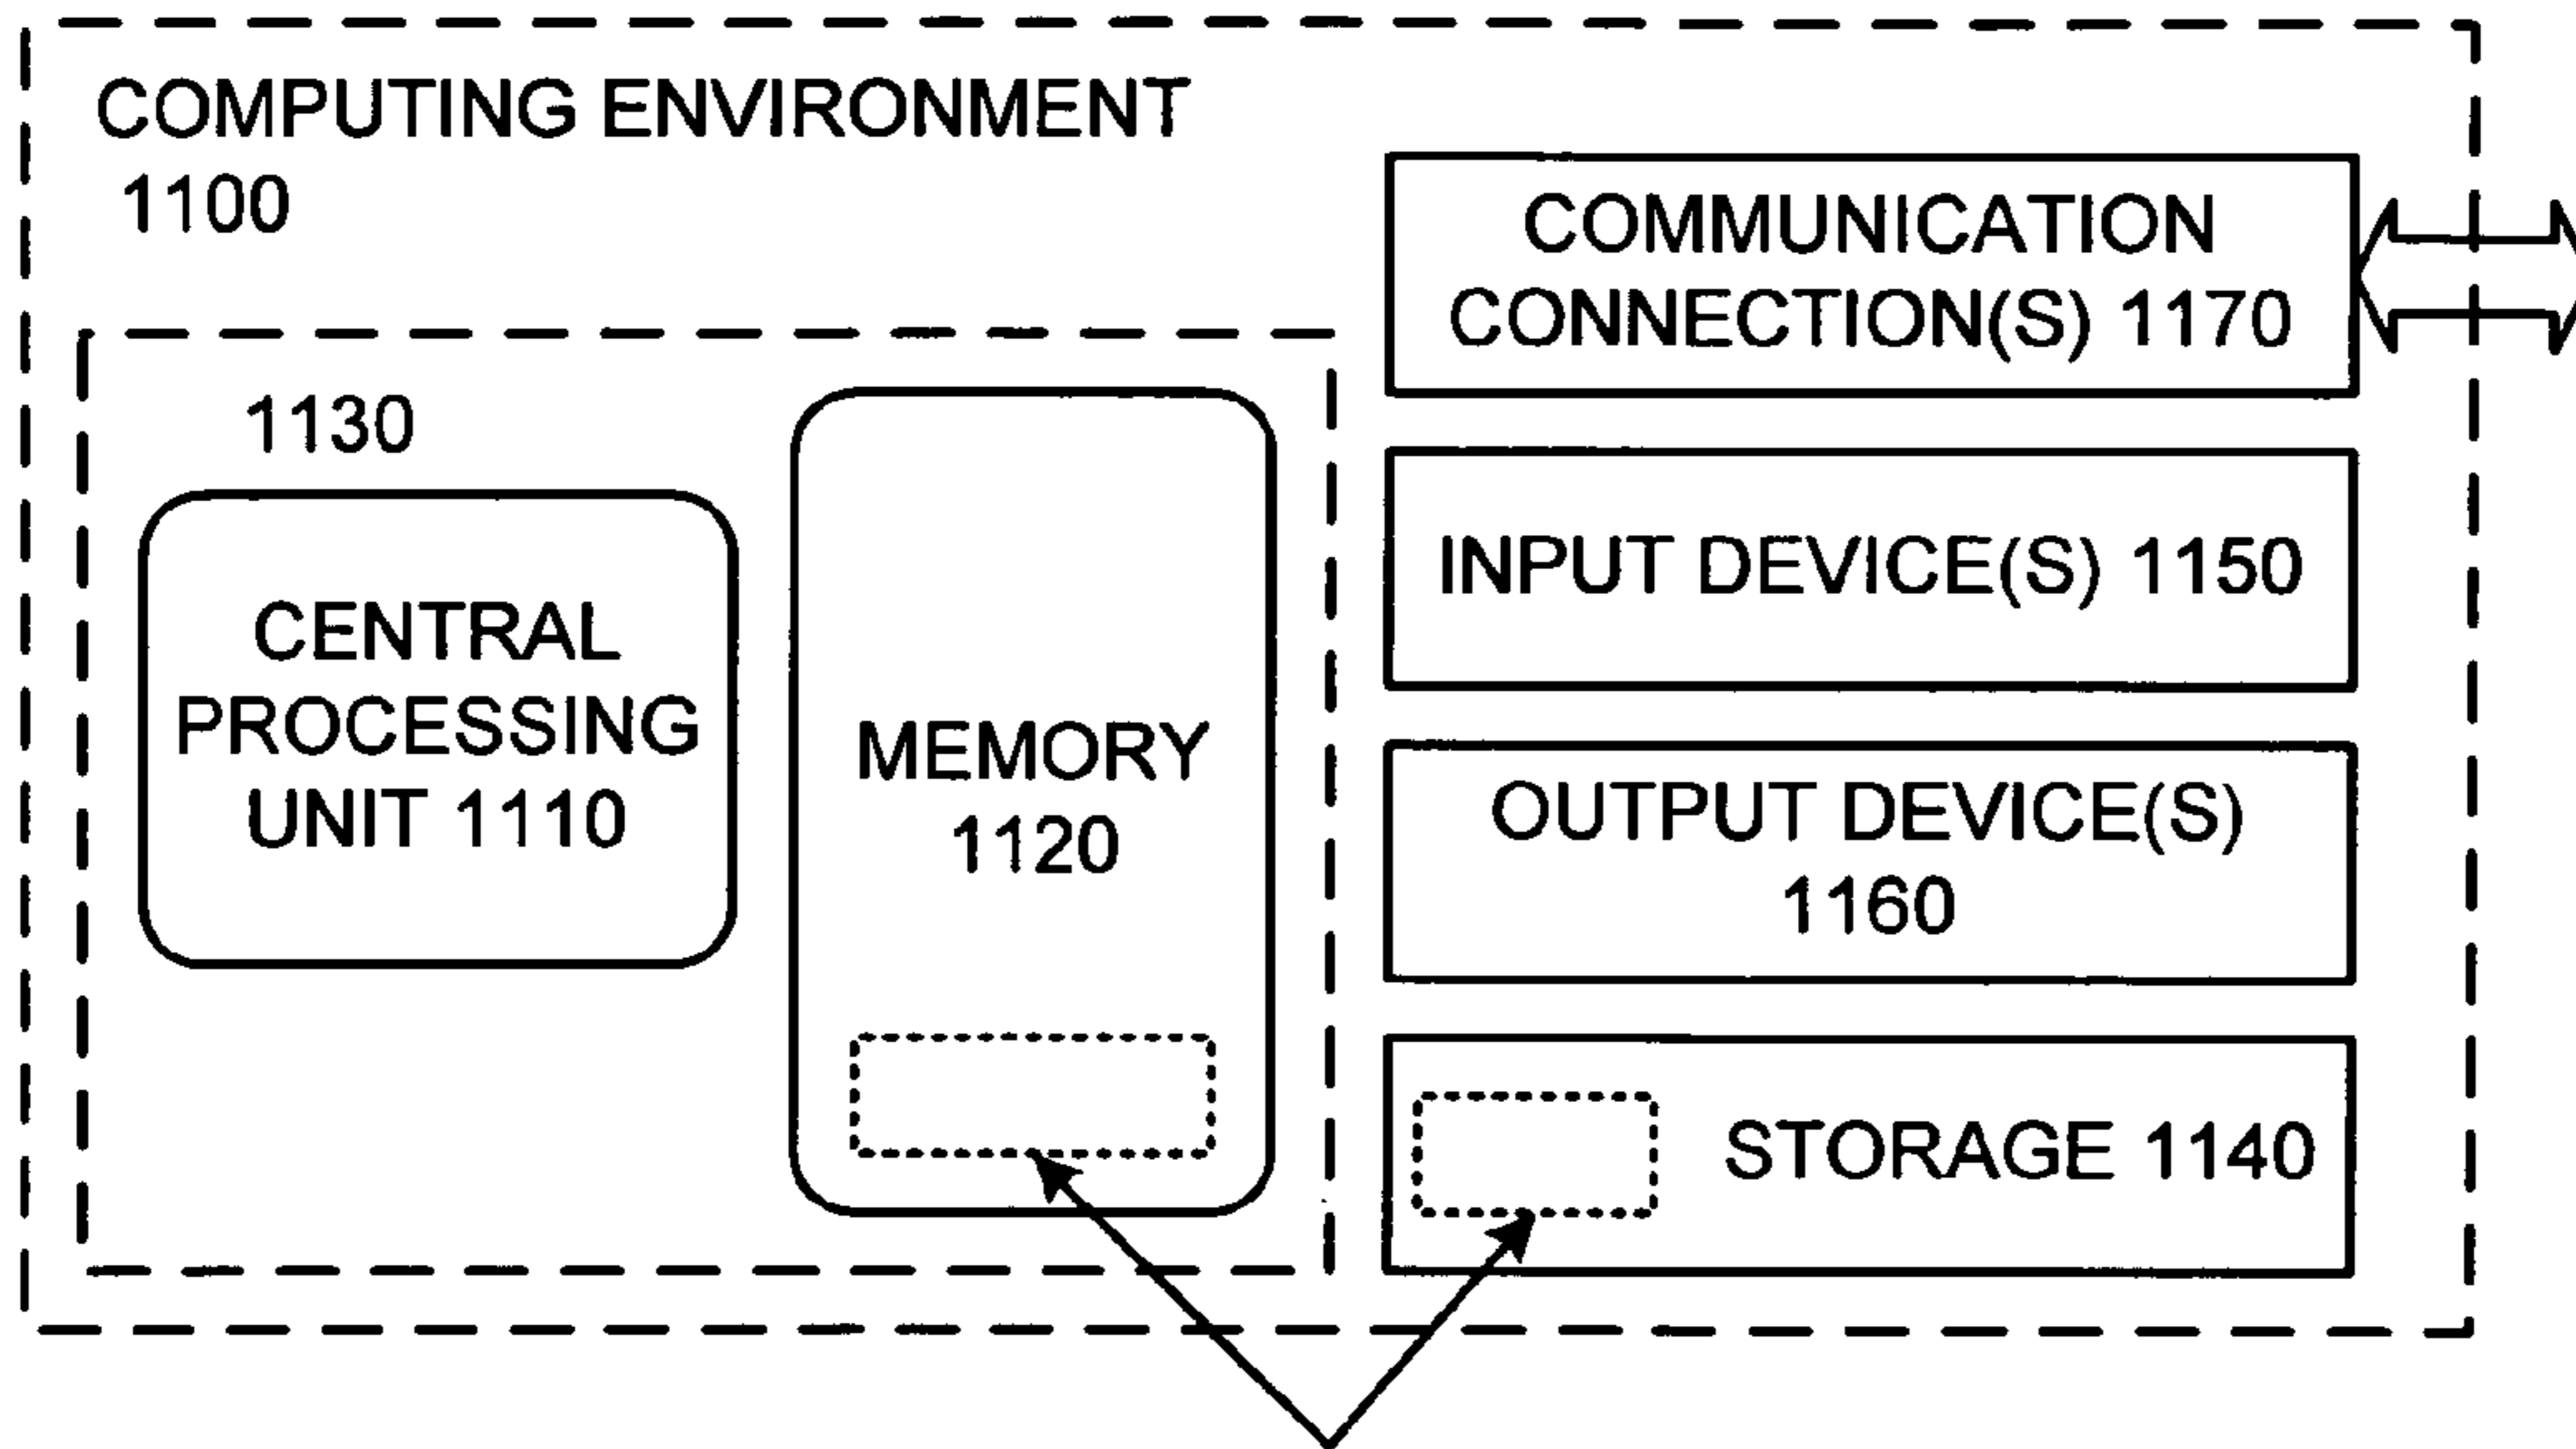 COMPUTING ENVIRONMENT
1100
COMMUNICATION
CONNECTION(S) 1170
1130
INPUT DEVICE(S) 1150
CENTRAL
PROCESSING
UNIT 1110
MEMORY
1120
OUTPUT DEVICE(S)
1160
STORAGE 1140